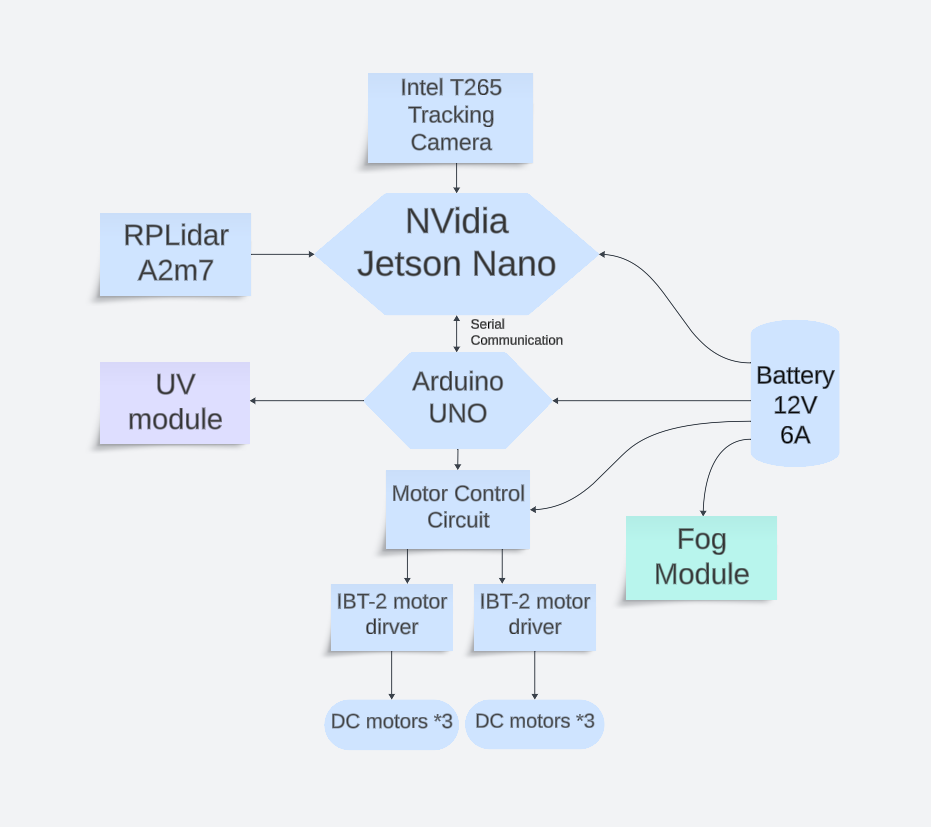 Intel T265
Tracking
Camera
NVidia
Jetson Nano
RPLidar
A2m7
Serial
Communication
UV
module
Arduino
UNO
Battery
12V
6A
Motor Control
Circuit
Fog
Module
IBT-2 motor
dirver
IBT-2 motor
driver
DC motors *3
DC motors *3